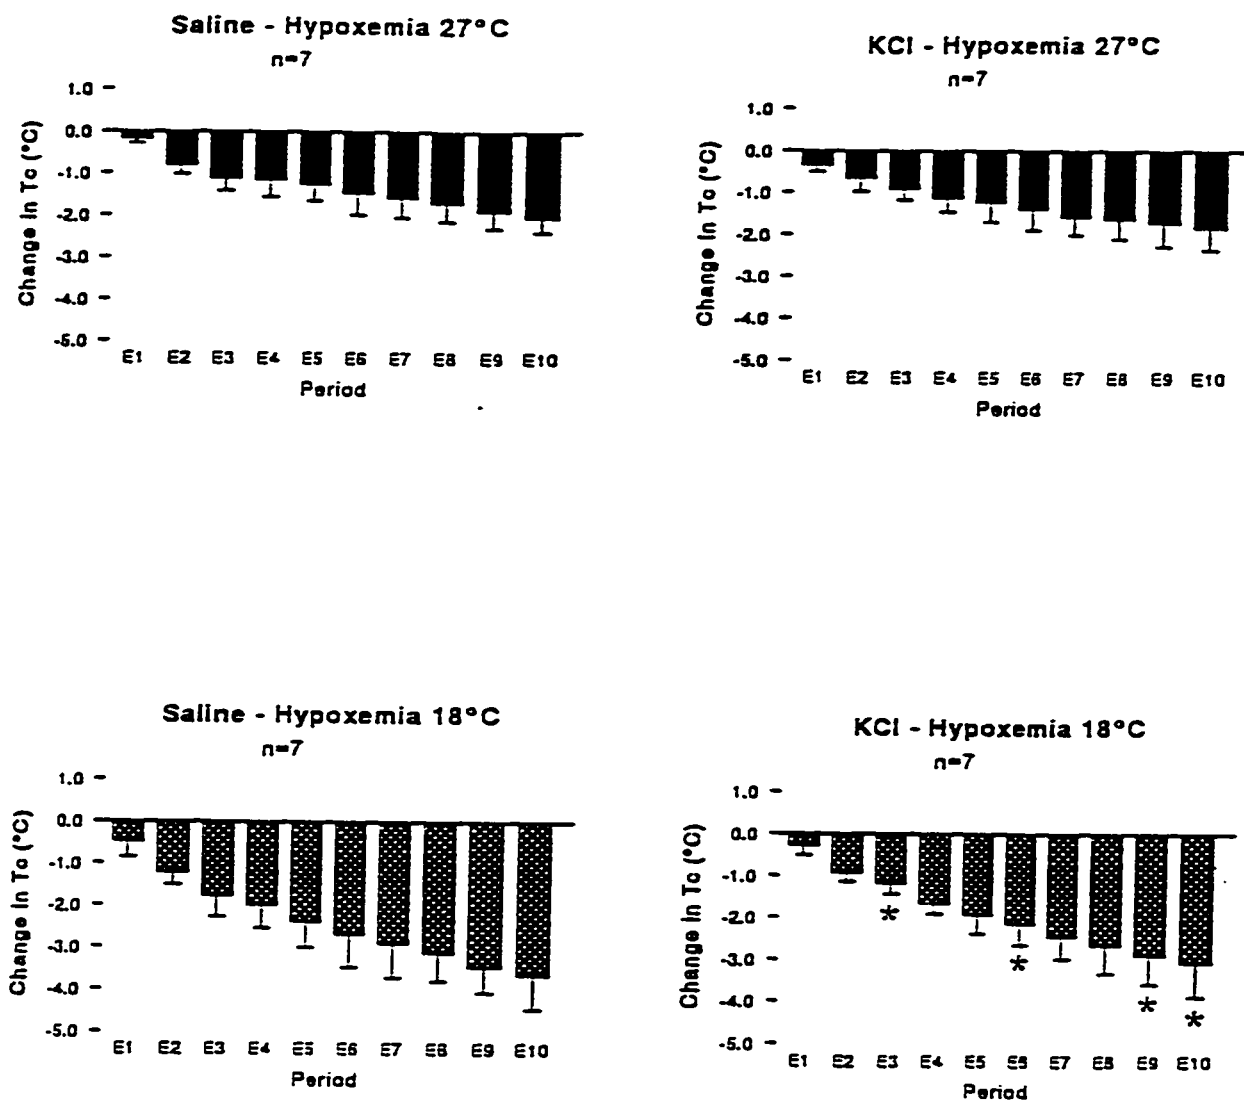 Saline - Hypoxemia 27°C
n=7
1.0
0.0
-1.0
-2.0
-3.0
-4.0
-5.0
Change In Tc (°C)
E1 E2 E3 E4 E5 E6 E7 E8 E9 E10
Period
KCl - Hypoxemia 27°C
n=7
1.0
0.0
-1.0
-2.0
-3.0
-4.0
-5.0
Change In Tc (°C)
E1 E2 E3 E4 E5 E6 E7 E8 E9 E10
Period
Saline - Hypoxemia 18°C
n=7
1.0
0.0
-1.0
-2.0
-3.0
-4.0
-5.0
Change In Tc (°C)
E1 E2 E3 E4 E5 E6 E7 E8 E9 E10
Period
KCl - Hypoxemia 18°C
n=7
1.0
0.0
-1.0
-2.0
-3.0
-4.0
-5.0
Change In Tc (°C)
* * * *
E1 E2 E3 E4 E5 E6 E7 E8 E9 E10
Period